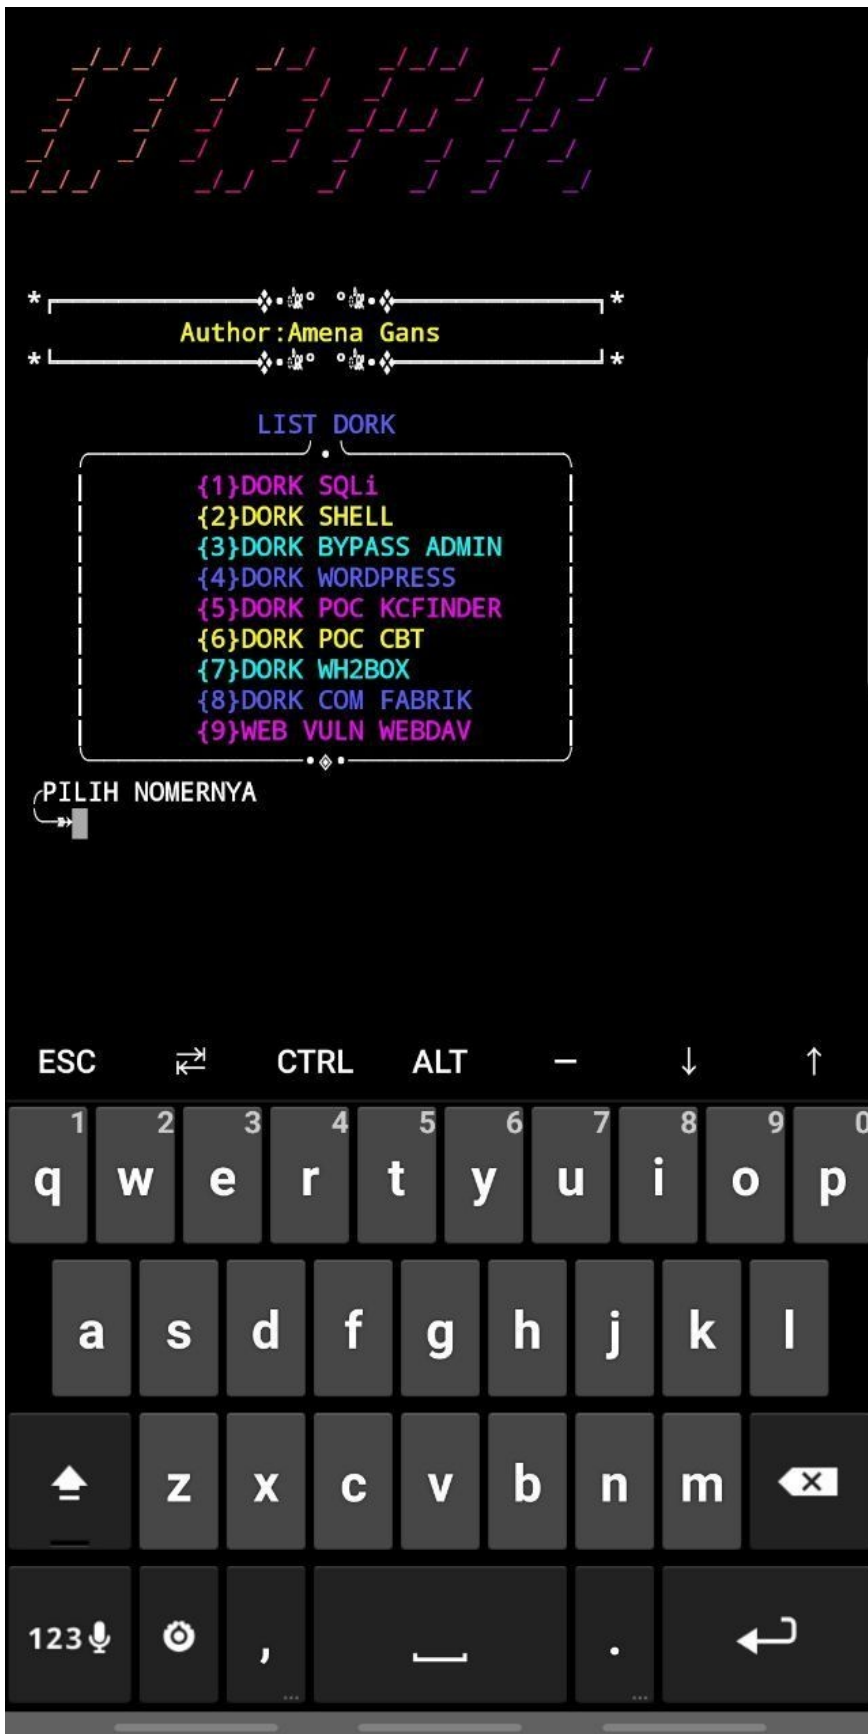 DORK
Author:Amena Gans
LIST DORK
{1}DORK SQLi
{2}DORK SHELL
{3}DORK BYPASS ADMIN
{4}DORK WORDPRESS
{5}DORK POC KCFINDER
{6}DORK POC CBT
{7}DORK WH2BOX
{8}DORK COM FABRIK
{9}WEB VULN WEBDAV
PILIH NOMERNYA
ESC CTRL ALT
1 2 3 4 5 6 7 8 9 0
q w e r t y u i o p
a s d f g h j k l
z x c v b n m
123 , .